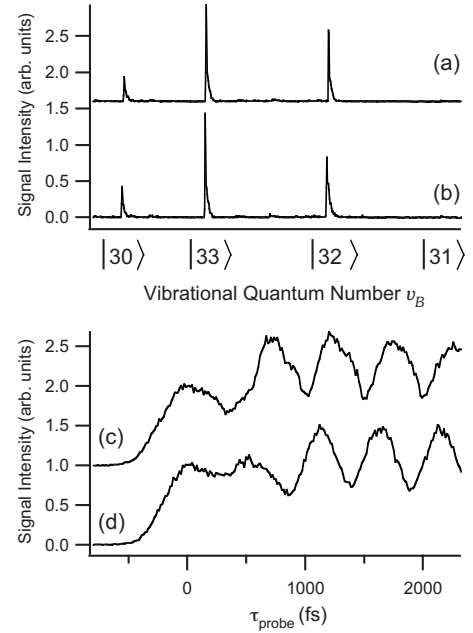 Signal Intensity (arb. units)
2.5
2.0
1.5
1.0
0.5
0.0
(a)
(b)
|30⟩ |33⟩ |32⟩ |31⟩
Vibrational Quantum Number υB
Signal Intensity (arb. units)
2.5
2.0
1.5
1.0
0.5
0.0
(c)
(d)
0 1000 2000
τprobe (fs)